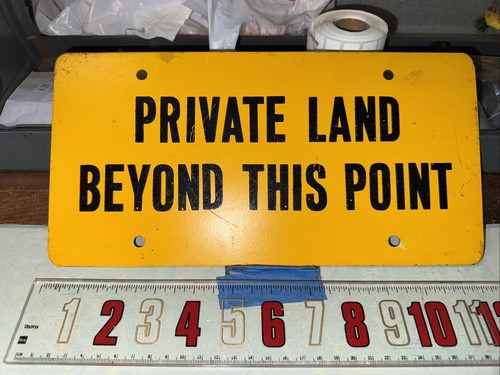 PRIVATE LAND
BEYOND THIS POINT
1 2 3 4 5 6 7 8 9 10 11